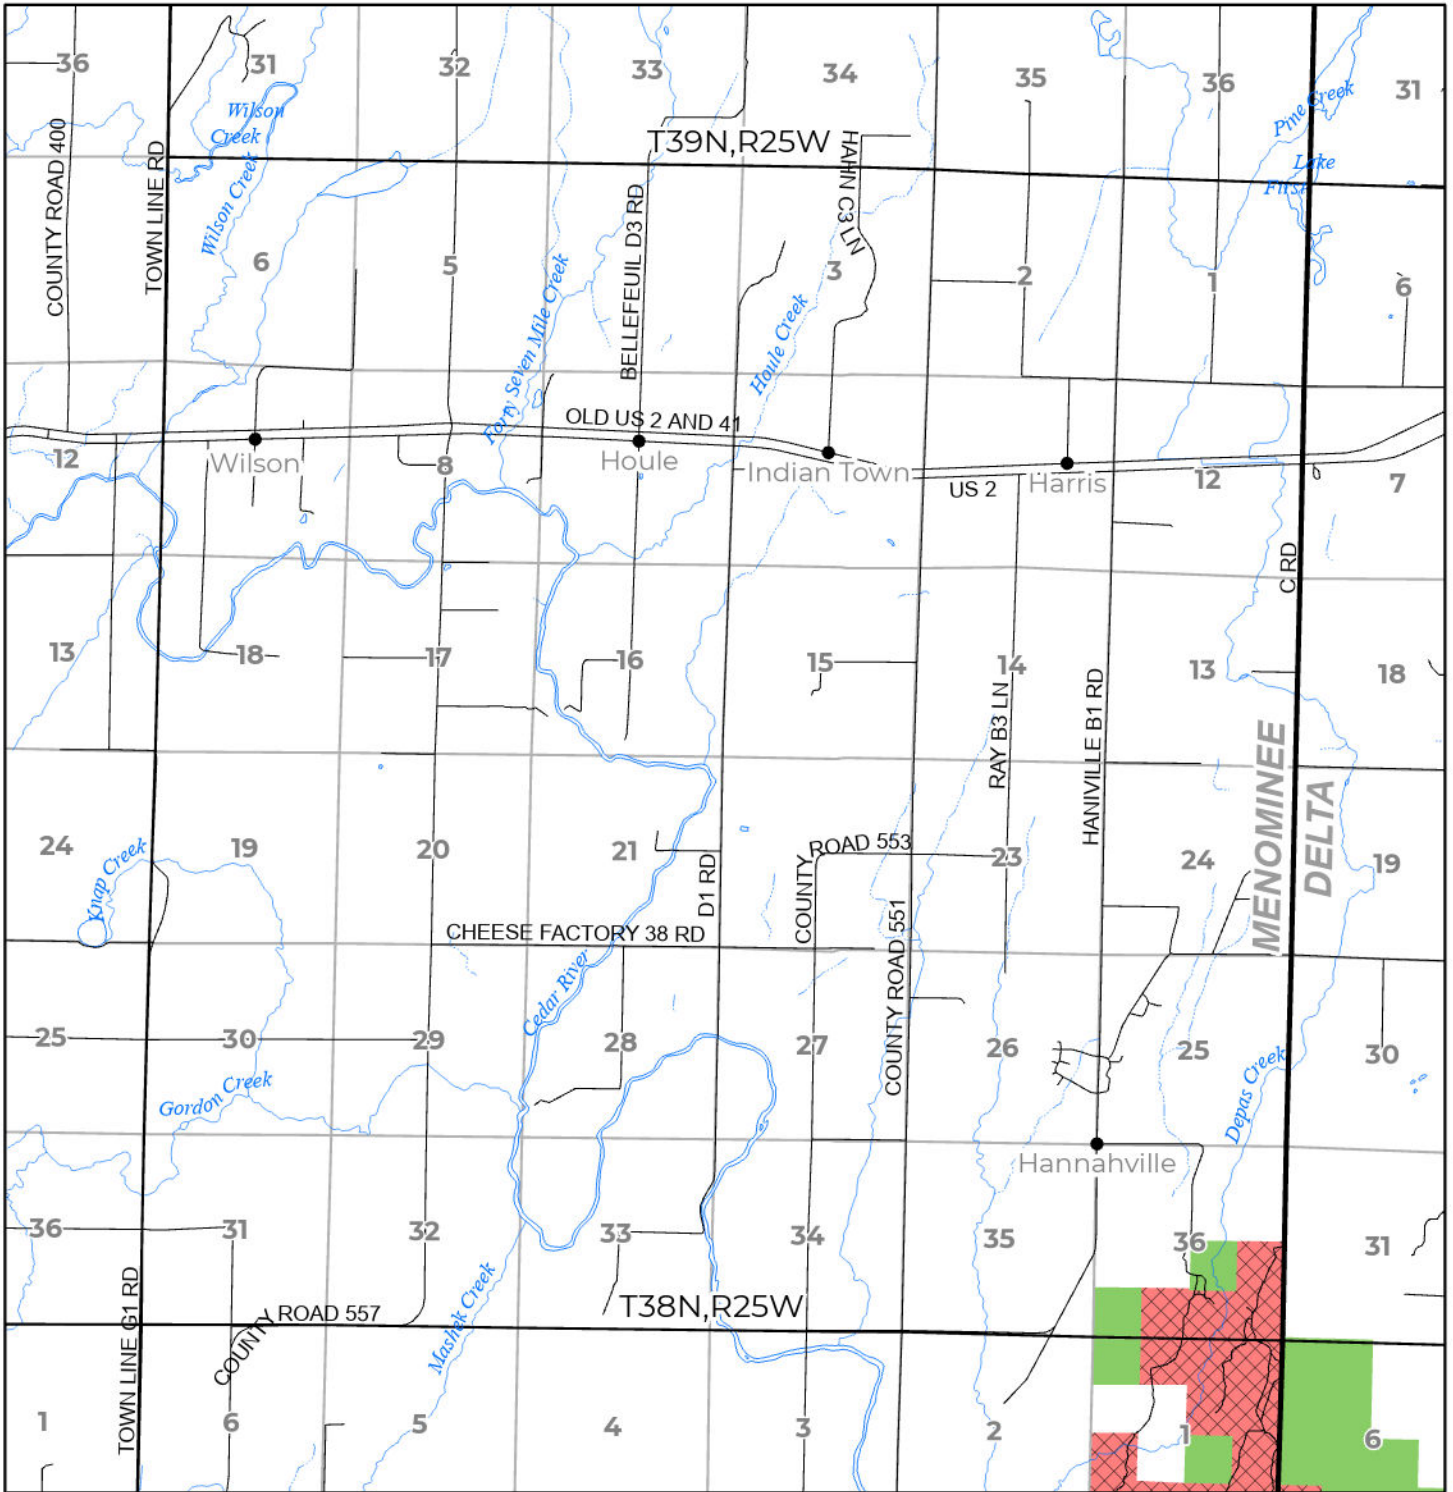 36
31
32
33
34
35
36
31
Wilson
Creek
Pine Creek
T39N,R25W
COUNTY ROAD 400
TOWN LINE RD
Wilson Creek
BELLEFEUIL D3 RD
HAHN C3 LN
Lake
First
6
5
3
2
1
6
Forty Seven Mile Creek
Houle Creek
OLD US 2 AND 41
12
Wilson
8
Houle
Indian Town
US 2
Harris
12
7
C RD
13
18
17
16
15
14
13
18
RAY B3 LN
HANIVILLE B1 RD
MENOMINEE
DELTA
24
Knap Creek
19
20
21
D1 RD
COUNTY ROAD 553
23
24
19
CHEESE FACTORY 38 RD
COUNTY ROAD 551
Cedar River
25
30
29
28
27
26
25
30
Gordon Creek
Depas Creek
Hannahville
36
31
32
33
34
35
36
31
TOWN LINE G1 RD
COUNTY ROAD 557
Mashek Creek
T38N,R25W
1
6
5
4
3
2
1
6